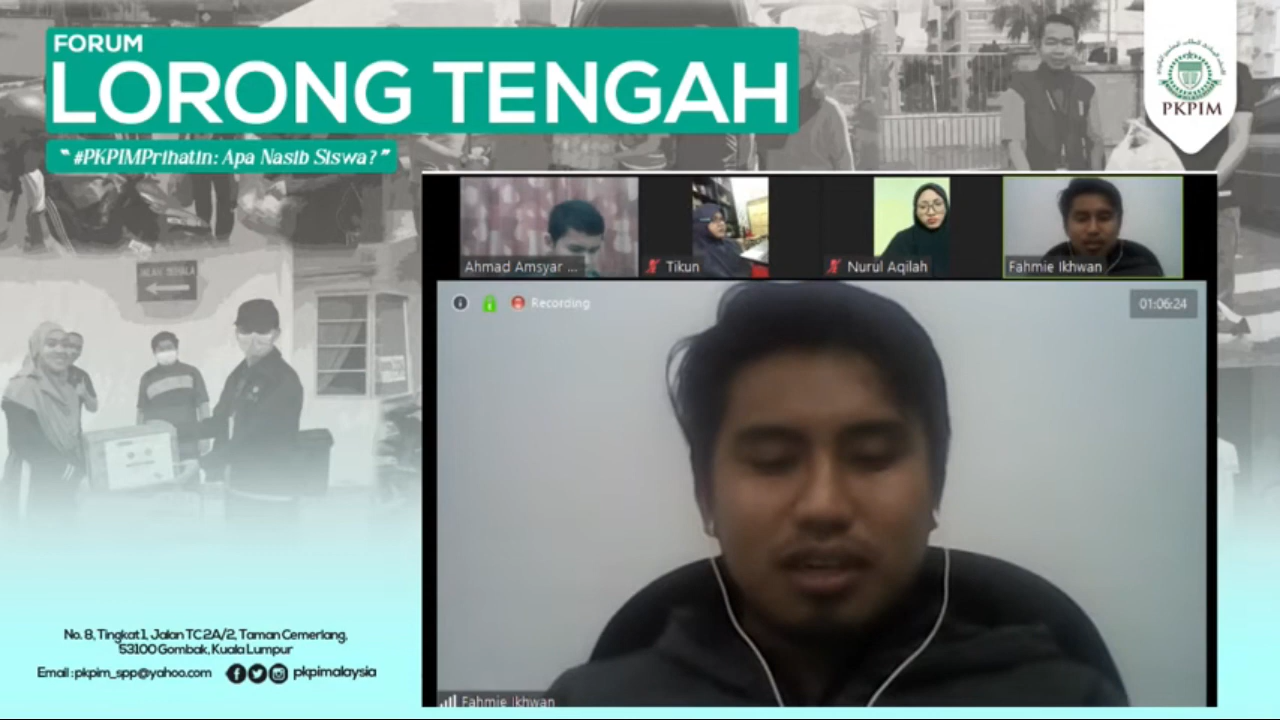 FORUM
LORONG TENGAH
" #PKPIMPrihatin: Apa Nasib Siswa? "
PKPIM
JALAN
Ahmad Amsyar ...
Tikun
Nurul Aqilah
Fahmie Ikhwan
Recording
01:06:24
Fahmie Ikhwan
No. 8, Tingkat 1, Jalan TC 2A/2, Taman Cemerlang,
53100 Gombak, Kuala Lumpur
Email : pkpim_spp@yahoo.com
pkpimalaysia